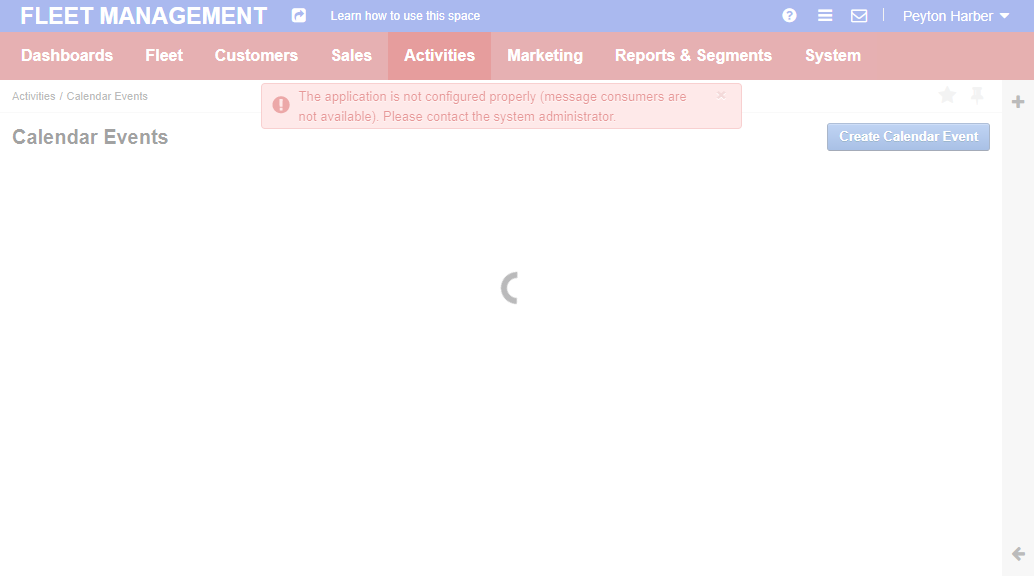 FLEET MANAGEMENT
Learn how to use this space
Peyton Harber
Dashboards
Fleet
Customers
Sales
Activities
Marketing
Reports & Segments
System
Activities / Calendar Events
The application is not configured properly (message consumers are
not available). Please contact the system administrator.
×
Calendar Events
Create Calendar Event